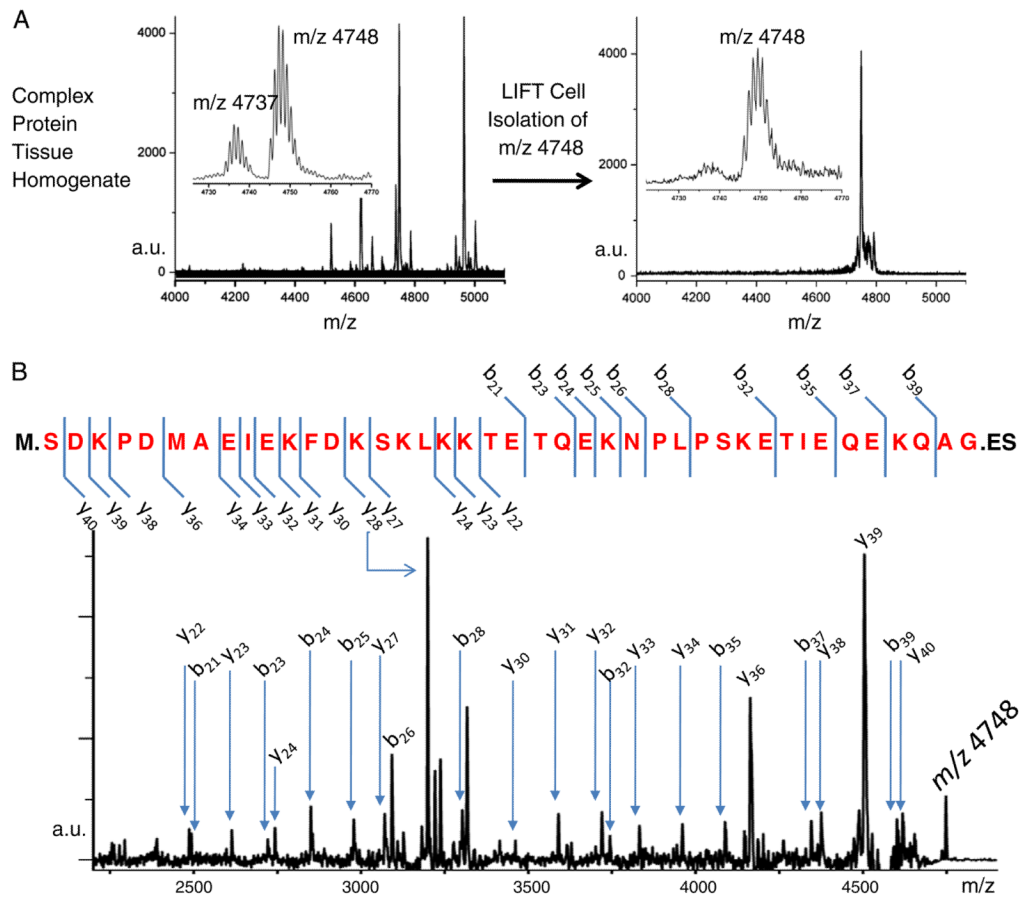 A
Complex
Protein
Tissue
Homogenate
4000
2000
0
a.u.
m/z 4748
m/z 4737
4730 4740 4750 4760 4770
4000 4200 4400 4600 4800 5000
m/z
LIFT Cell
Isolation of
m/z 4748
4000
2000
0
a.u.
m/z 4748
4730 4740 4750 4760 4770
4000 4200 4400 4600 4800 5000
m/z
B
b21 b23 b24 b25 b26 b28 b32 b35 b37 b39
M.SDKPDMAEIEKFDKSKLKKTETQEKNPLPSKETIEQEKQAG.ES
y40 y39 y38 y36 y34 y33 y32 y31 y30 y28 y27 y24 y23 y22
y22 b21 y23 b23 y24 b24 b25 y27 b26 b28 y30 y31 y32 b32 y33 y34 b35 y36 b37 y38 y39 b39 y40 m/z 4748
a.u.
2500 3000 3500 4000 4500 m/z